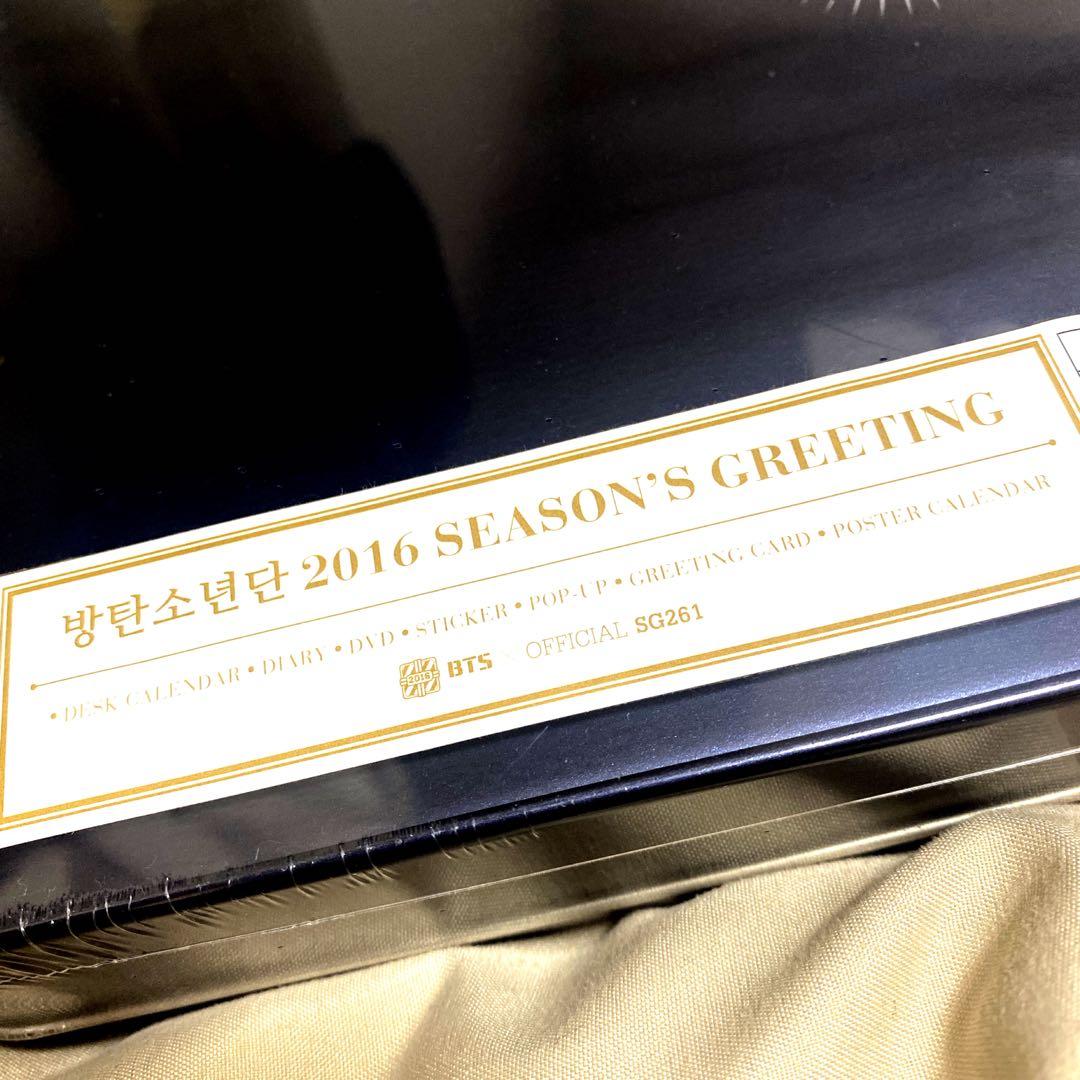 방탄소년단 2016 SEASON'S GREETING
• DESK CALENDAR • DIARY • DVD • STICKER • POP-UP • GREETING CARD • POSTER CALENDAR
2016 BTS × OFFICIAL SG261